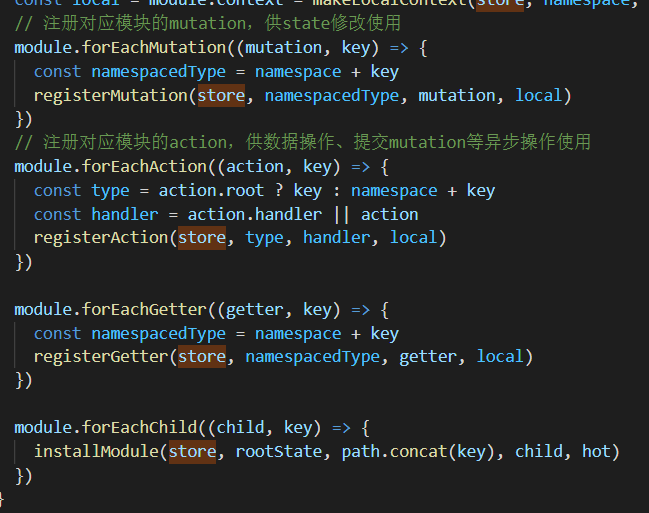 const local = module.context = makeLocalContext(store, namespace,
// 注册对应模块的mutation，供state修改使用
module.forEachMutation((mutation, key) => {
const namespacedType = namespace + key
registerMutation(store, namespacedType, mutation, local)
})
// 注册对应模块的action，供数据操作、提交mutation等异步操作使用
module.forEachAction((action, key) => {
const type = action.root ? key : namespace + key
const handler = action.handler || action
registerAction(store, type, handler, local)
})
module.forEachGetter((getter, key) => {
const namespacedType = namespace + key
registerGetter(store, namespacedType, getter, local)
})
module.forEachChild((child, key) => {
installModule(store, rootState, path.concat(key), child, hot)
})
}